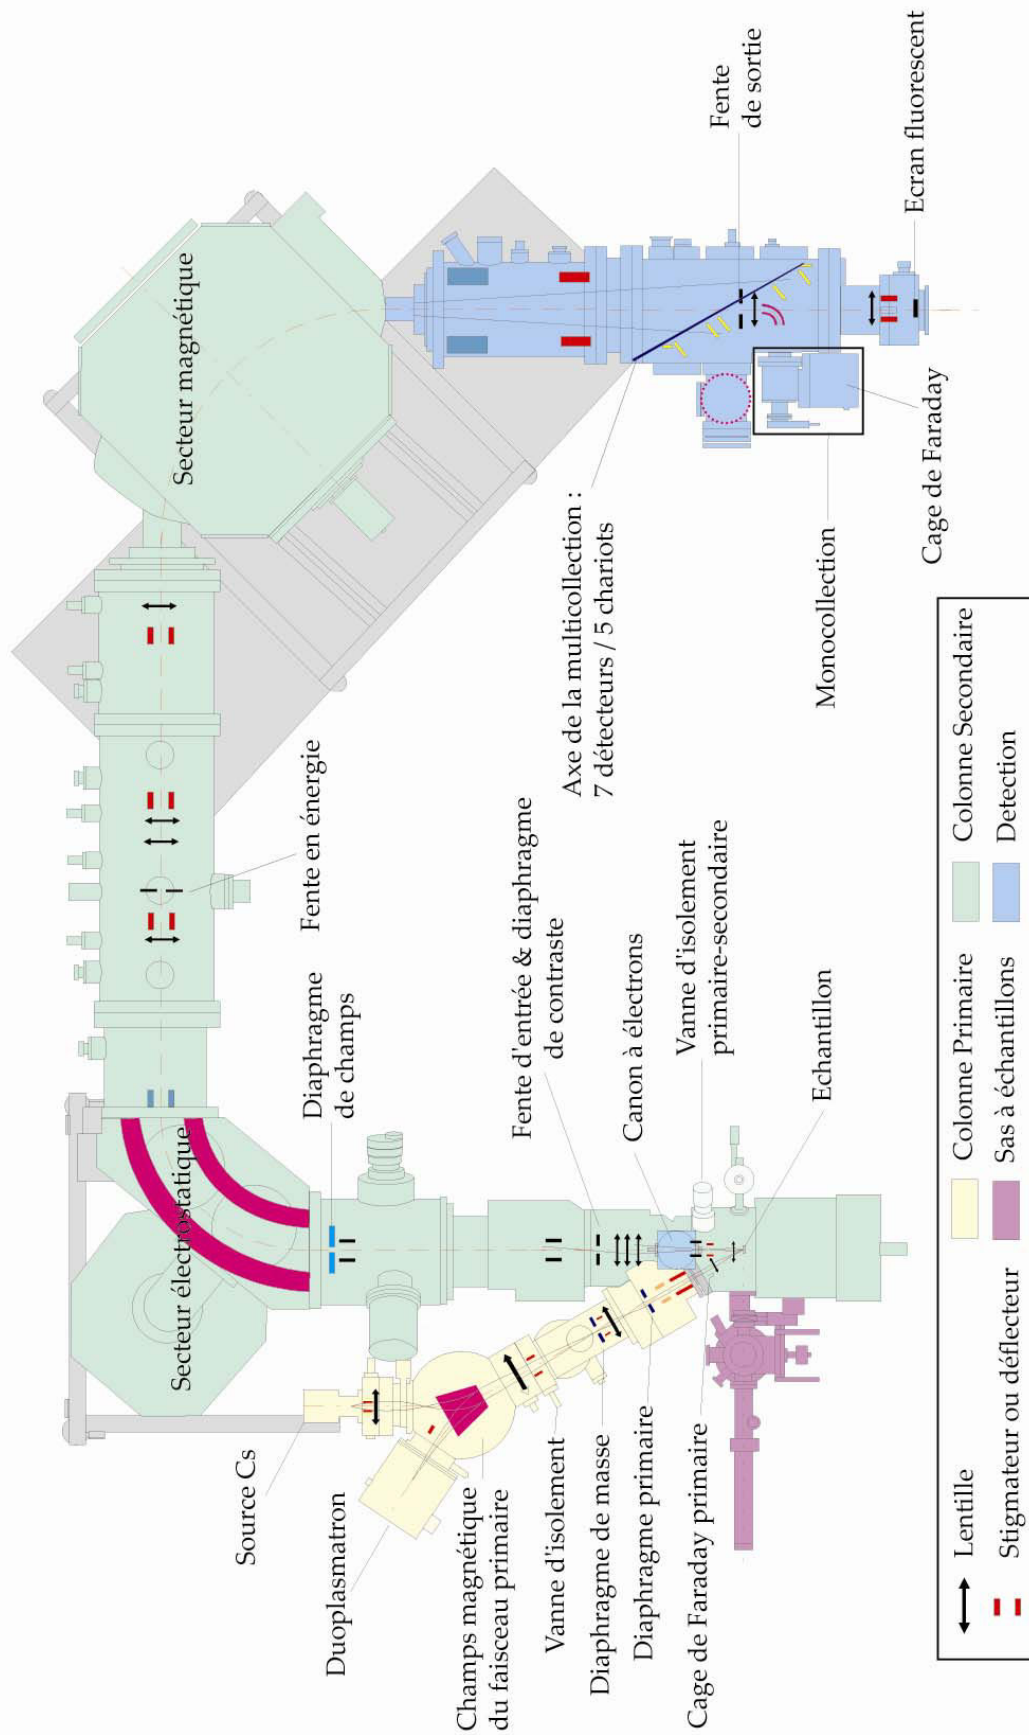 Source Cs
Duoplasmatron
Champs magnétique
du faisceau primaire
Vanne d'isolement
Diaphragme de masse
Diaphragme primaire
Cage de Faraday primaire
Secteur électrostatique
Diaphragme
de champs
Fente d'entrée & diaphragme
de contraste
Canon à électrons
Vanne d'isolement
primaire-secondaire
Echantillon
Fente en énergie
Secteur magnétique
Axe de la multicollection :
7 détecteurs / 5 chariots
Monocollection
Cage de Faraday
Fente
de sortie
Ecran fluorescent
Lentille
Stigmateur ou déflecteur
Colonne Primaire
Sas à échantillons
Colonne Secondaire
Detection